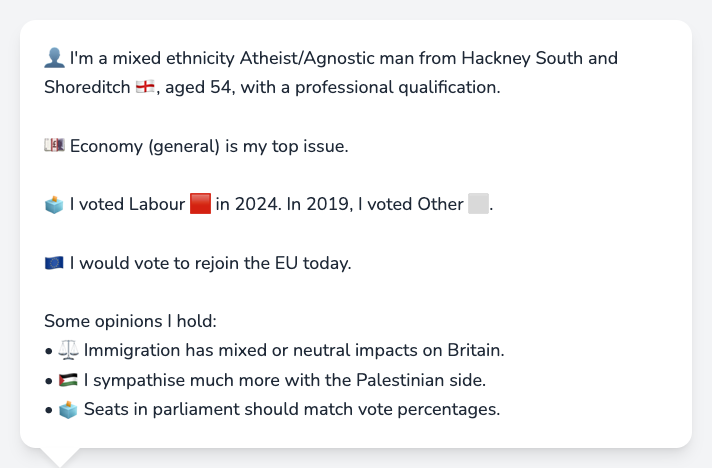 I'm a mixed ethnicity Atheist/Agnostic man from Hackney South and
Shoreditch 🏴󠁧󠁢󠁥󠁮󠁧󠁿, aged 54, with a professional qualification.
Economy (general) is my top issue.
I voted Labour 🟥 in 2024. In 2019, I voted Other ⬜.
I would vote to rejoin the EU today.
Some opinions I hold:
• ⚖️ Immigration has mixed or neutral impacts on Britain.
• 🇵🇸 I sympathise much more with the Palestinian side.
• 🗳️ Seats in parliament should match vote percentages.